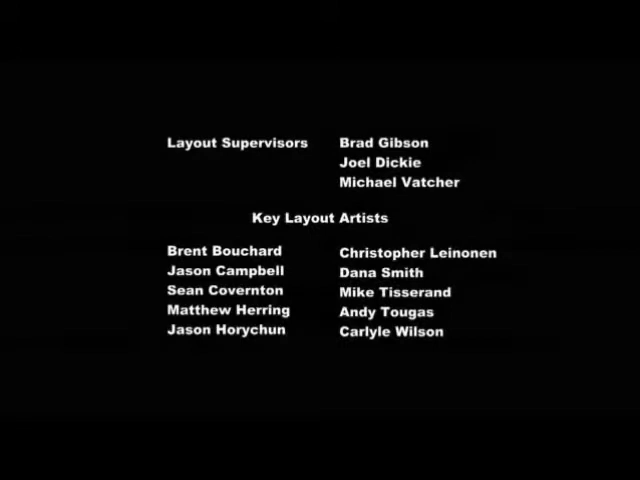 Layout Supervisors Brad Gibson
Joel Dickie
Michael Vatcher
Key Layout Artists
Brent Bouchard Christopher Leinonen
Jason Campbell Dana Smith
Sean Covernton Mike Tisserand
Matthew Herring Andy Tougas
Jason Horychun Carlyle Wilson